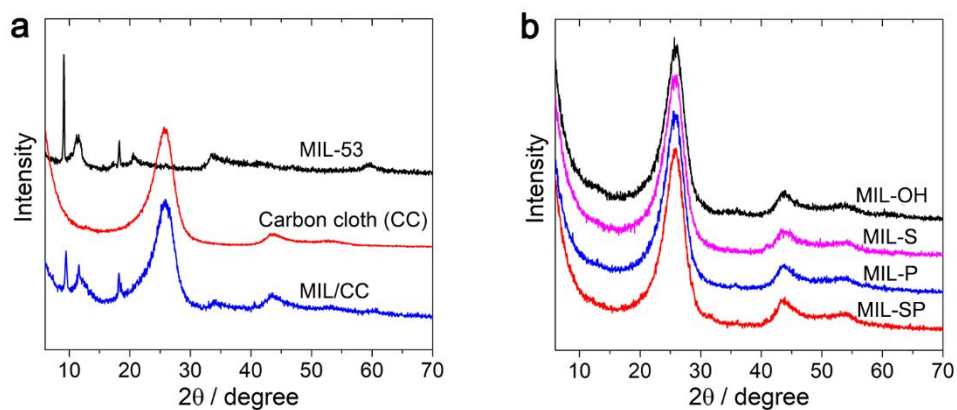 a
MIL-53
Carbon cloth (CC)
MIL/CC
Intensity
10 20 30 40 50 60 70
2θ / degree
b
MIL-OH
MIL-S
MIL-P
MIL-SP
Intensity
10 20 30 40 50 60 70
2θ / degree